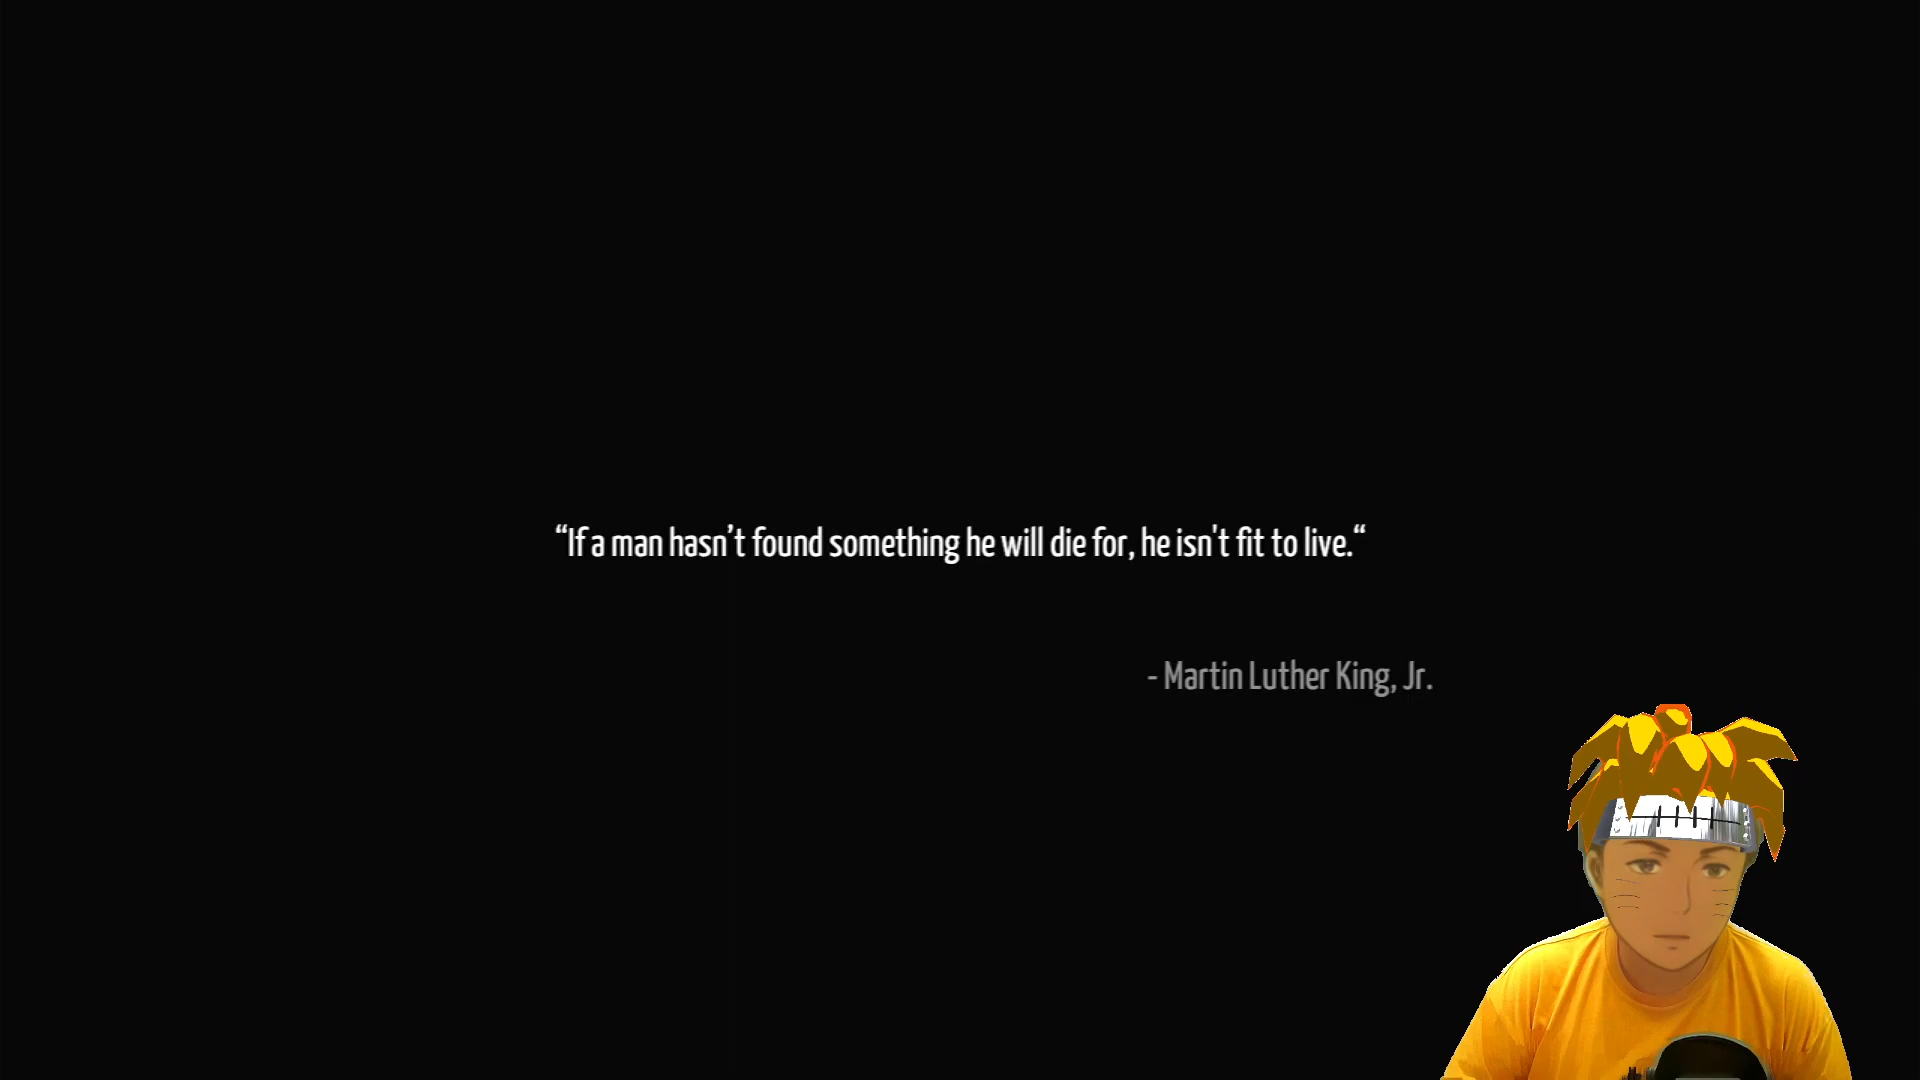 “If a man hasn’t found something he will die for, he isn't fit to live.“
- Martin Luther King, Jr.